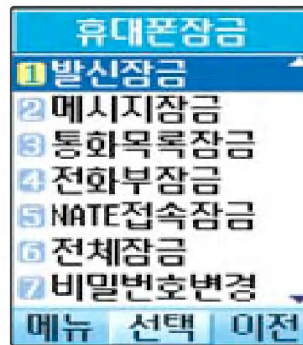 휴대폰잠금
1 발신잠금
2 메시지잠금
3 통화목록잠금
4 전화부잠금
5 NATE접속잠금
6 전체잠금
7 비밀번호변경
메뉴 선택 이전